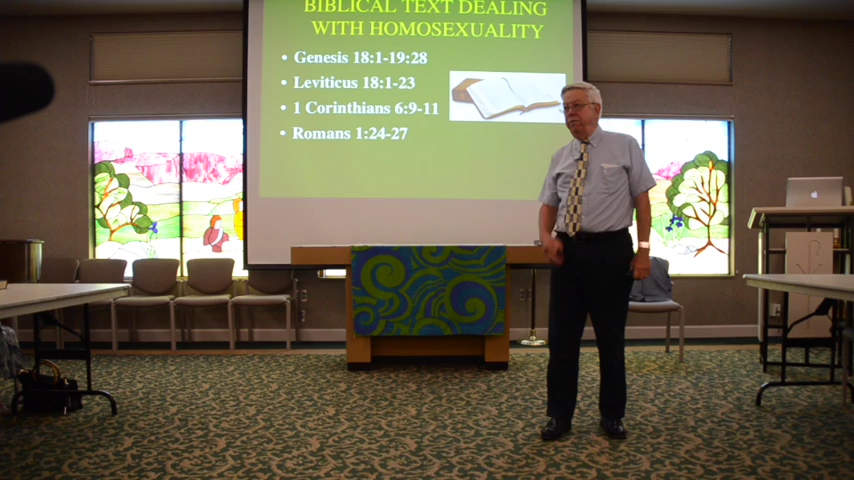 BIBLICAL TEXT DEALING
WITH HOMOSEXUALITY
• Genesis 18:1-19:28
• Leviticus 18:1-23
• 1 Corinthians 6:9-11
• Romans 1:24-27